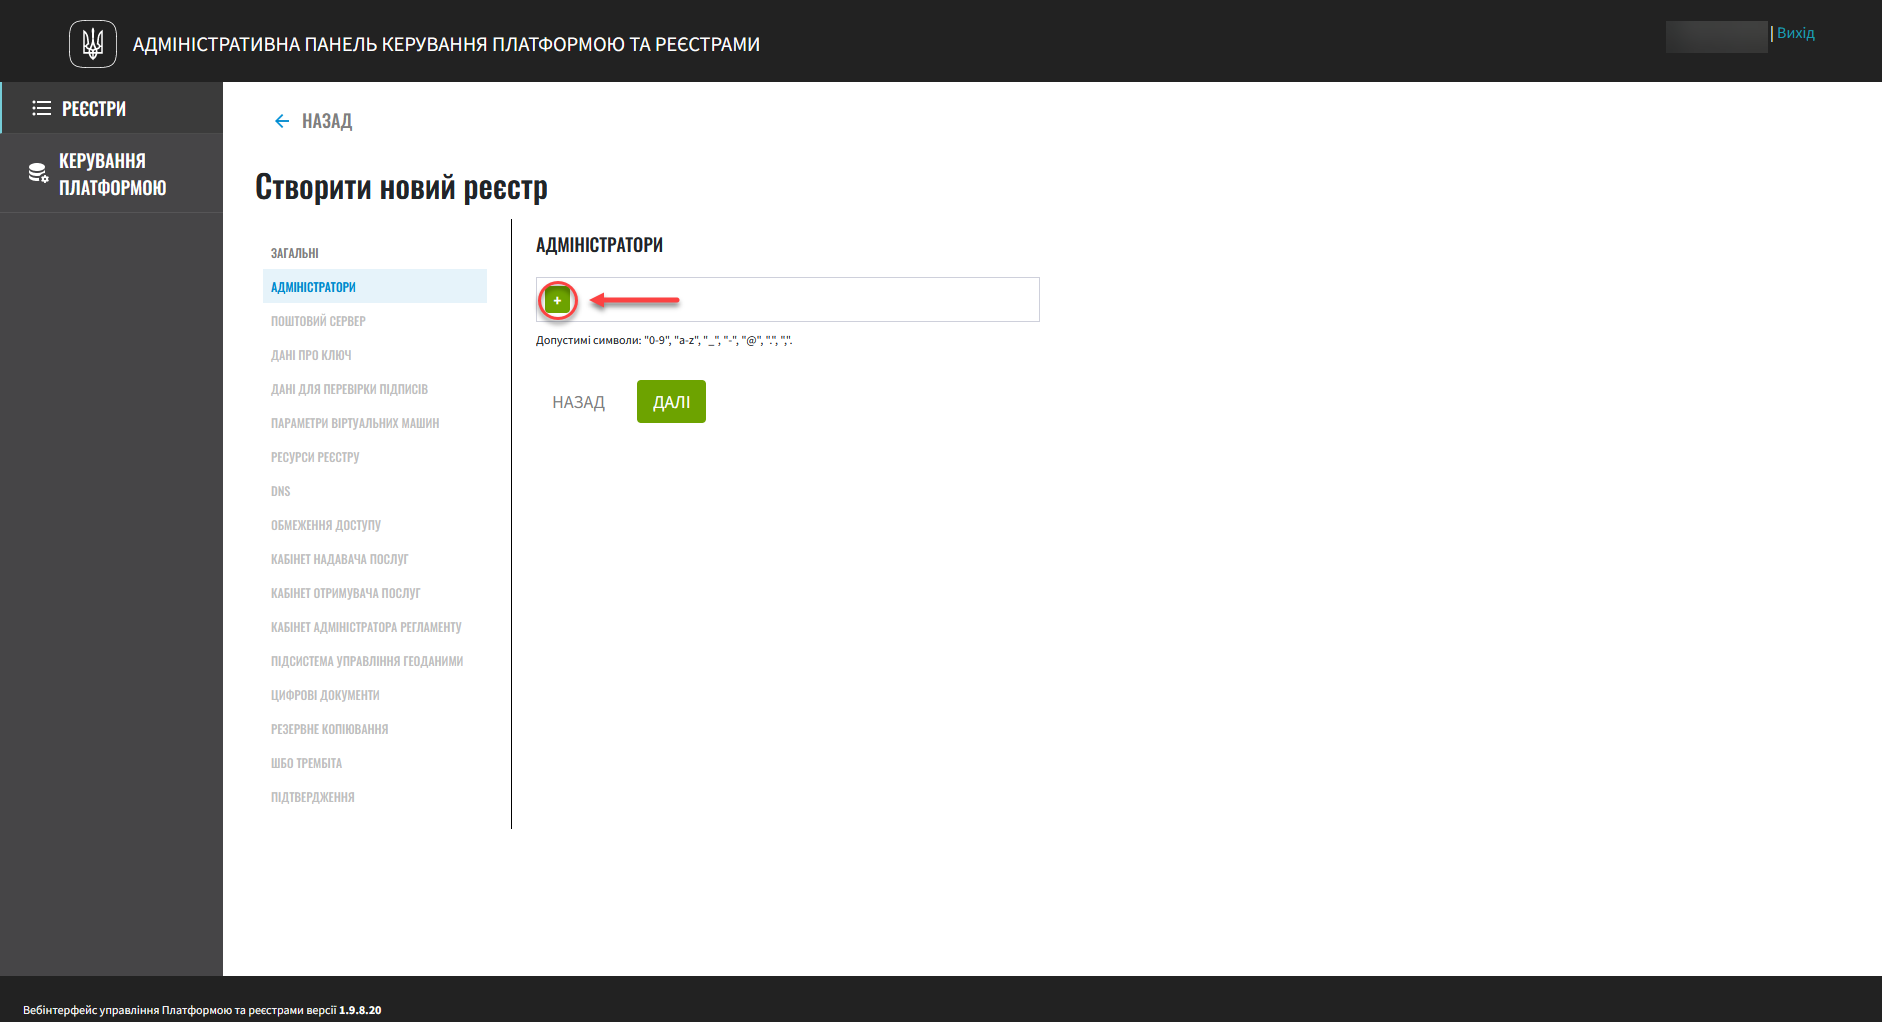 АДМІНІСТРАТИВНА ПАНЕЛЬ КЕРУВАННЯ ПЛАТФОРМОЮ ТА РЕЄСТРАМИ
| Вихід
РЕЄСТРИ
КЕРУВАННЯ
ПЛАТФОРМОЮ
НАЗАД
Створити новий реєстр
ЗАГАЛЬНІ
АДМІНІСТРАТОРИ
ПОШТОВИЙ СЕРВЕР
ДАНІ ПРО КЛЮЧ
ДАНІ ДЛЯ ПЕРЕВІРКИ ПІДПИСІВ
ПАРАМЕТРИ ВІРТУАЛЬНИХ МАШИН
РЕСУРСИ РЕЄСТРУ
DNS
ОБМЕЖЕННЯ ДОСТУПУ
КАБІНЕТ НАДАВАЧА ПОСЛУГ
КАБІНЕТ ОТРИМУВАЧА ПОСЛУГ
КАБІНЕТ АДМІНІСТРАТОРА РЕГЛАМЕНТУ
ПІДСИСТЕМА УПРАВЛІННЯ ГЕОДАНИМИ
ЦИФРОВІ ДОКУМЕНТИ
РЕЗЕРВНЕ КОПІЮВАННЯ
ШБО ТРЕМБІТА
ПІДТВЕРДЖЕННЯ
АДМІНІСТРАТОРИ
+
Допустимі символи: "0-9", "a-z", "_", "-", "@", ".", ",".
НАЗАД
ДАЛІ
Вебінтерфейс управління Платформою та реєстрами версії 1.9.8.20